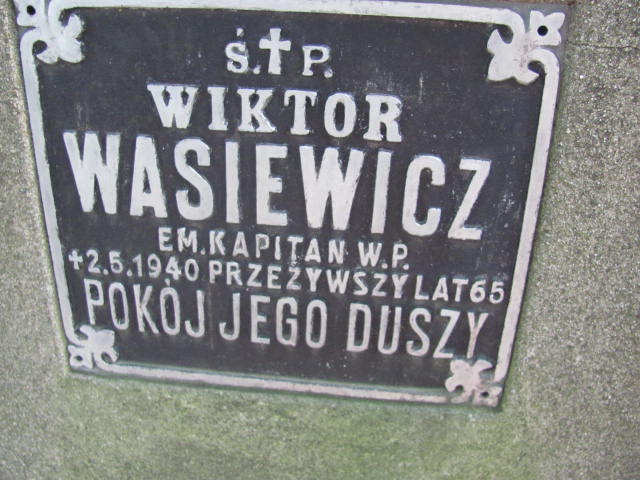 Ś.✝P.
WIKTOR
WASIEWICZ
EM. KAPITAN W.P.
✝2.5.1940 PRZEŻYWSZY LAT 65
POKÓJ JEGO DUSZY